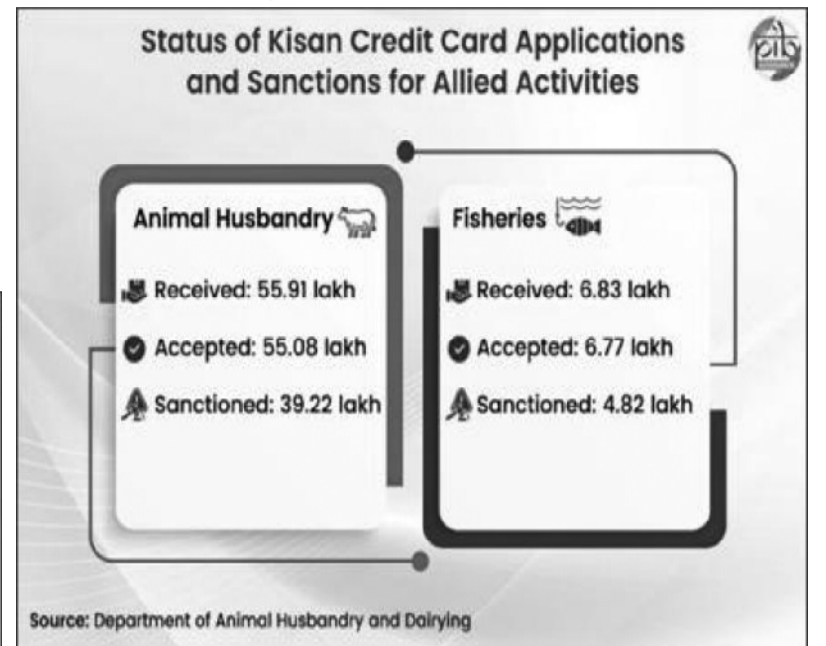 Status of Kisan Credit Card Applications
and Sanctions for Allied Activities
pib
Animal Husbandry
Received: 55.91 lakh
Accepted: 55.08 lakh
Sanctioned: 39.22 lakh
Fisheries
Received: 6.83 lakh
Accepted: 6.77 lakh
Sanctioned: 4.82 lakh
Source: Department of Animal Husbandry and Dairying